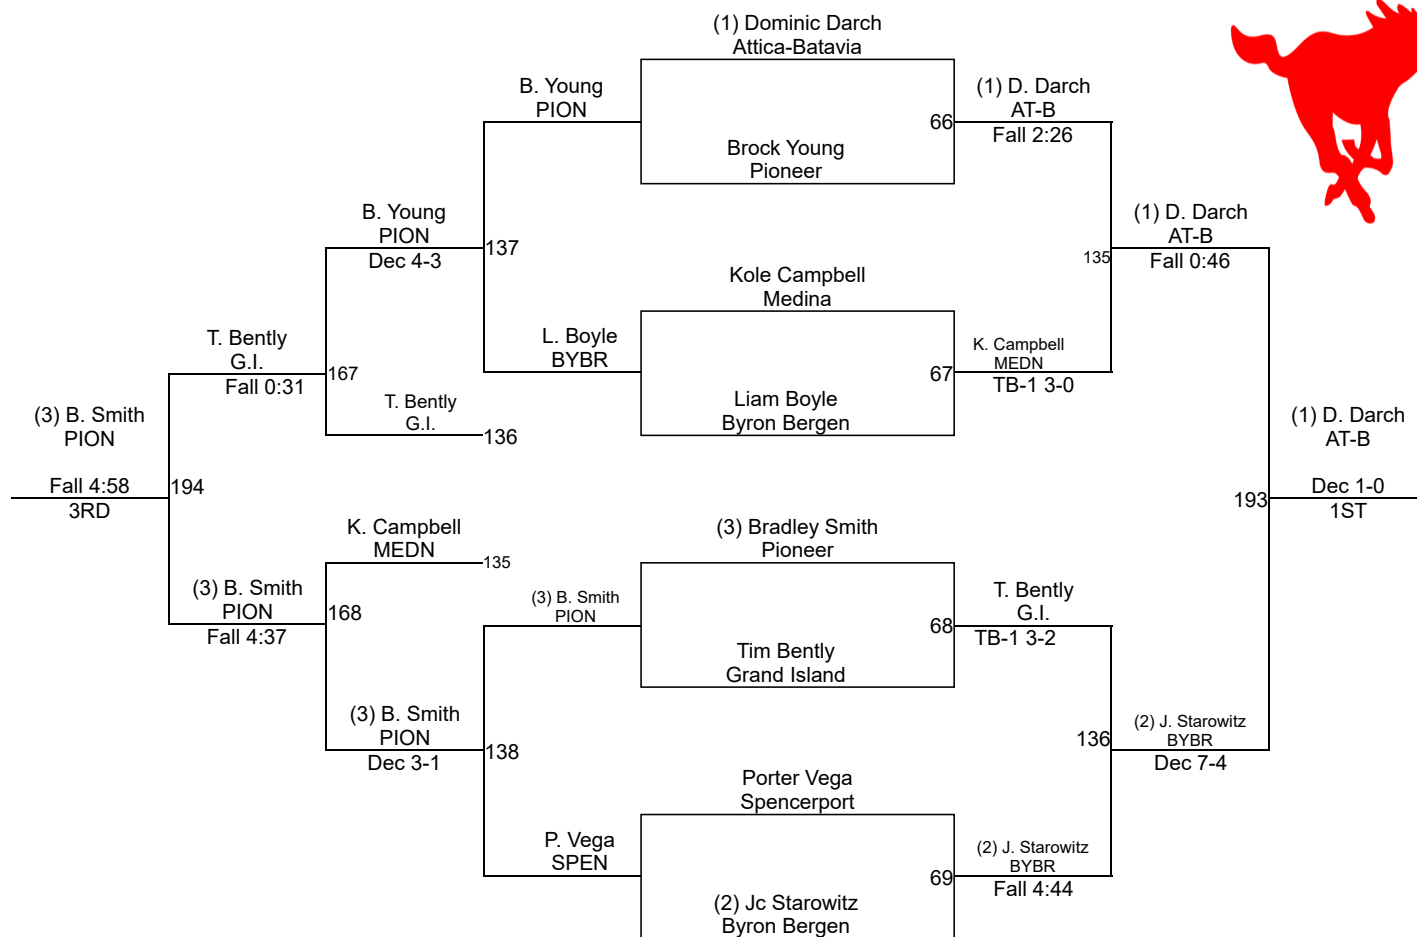 (1) Dominic Darch
Attica-Batavia
B. Young
PION
(1) D. Darch
AT-B
66
Fall 2:26
Brock Young
Pioneer
B. Young
PION
137
Dec 4-3
(1) D. Darch
AT-B
135
Fall 0:46
Kole Campbell
Medina
T. Bently
G.I.
167
Fall 0:31
L. Boyle
BYBR
K. Campbell
MEDN
67
TB-1 3-0
Liam Boyle
Byron Bergen
T. Bently
G.I.
136
(3) B. Smith
PION
Fall 4:58
3RD
194
(1) D. Darch
AT-B
193
Dec 1-0
1ST
K. Campbell
MEDN
135
(3) Bradley Smith
Pioneer
(3) B. Smith
PION
168
Fall 4:37
(3) B. Smith
PION
T. Bently
G.I.
68
TB-1 3-2
Tim Bently
Grand Island
(3) B. Smith
PION
138
Dec 3-1
136
(2) J. Starowitz
BYBR
Dec 7-4
Porter Vega
Spencerport
P. Vega
SPEN
(2) J. Starowitz
BYBR
69
Fall 4:44
(2) Jc Starowitz
Byron Bergen